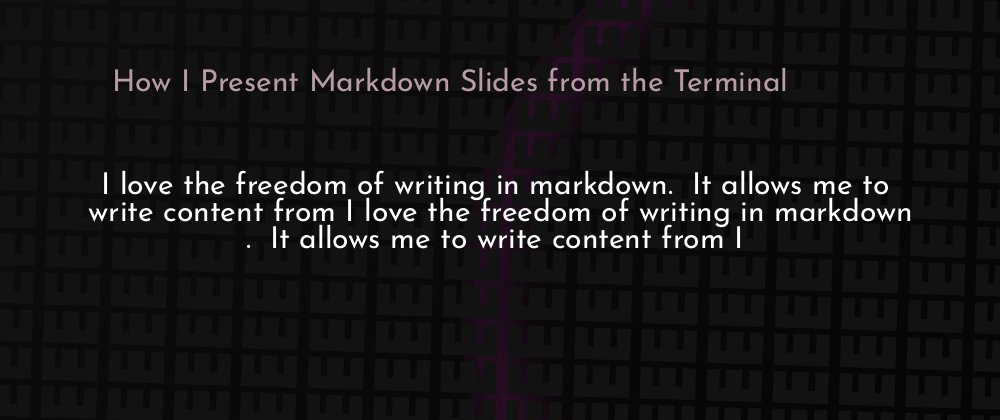 How I Present Markdown Slides from the Terminal
I love the freedom of writing in markdown.  It allows me to
write content from I love the freedom of writing in markdown
.  It allows me to write content from I